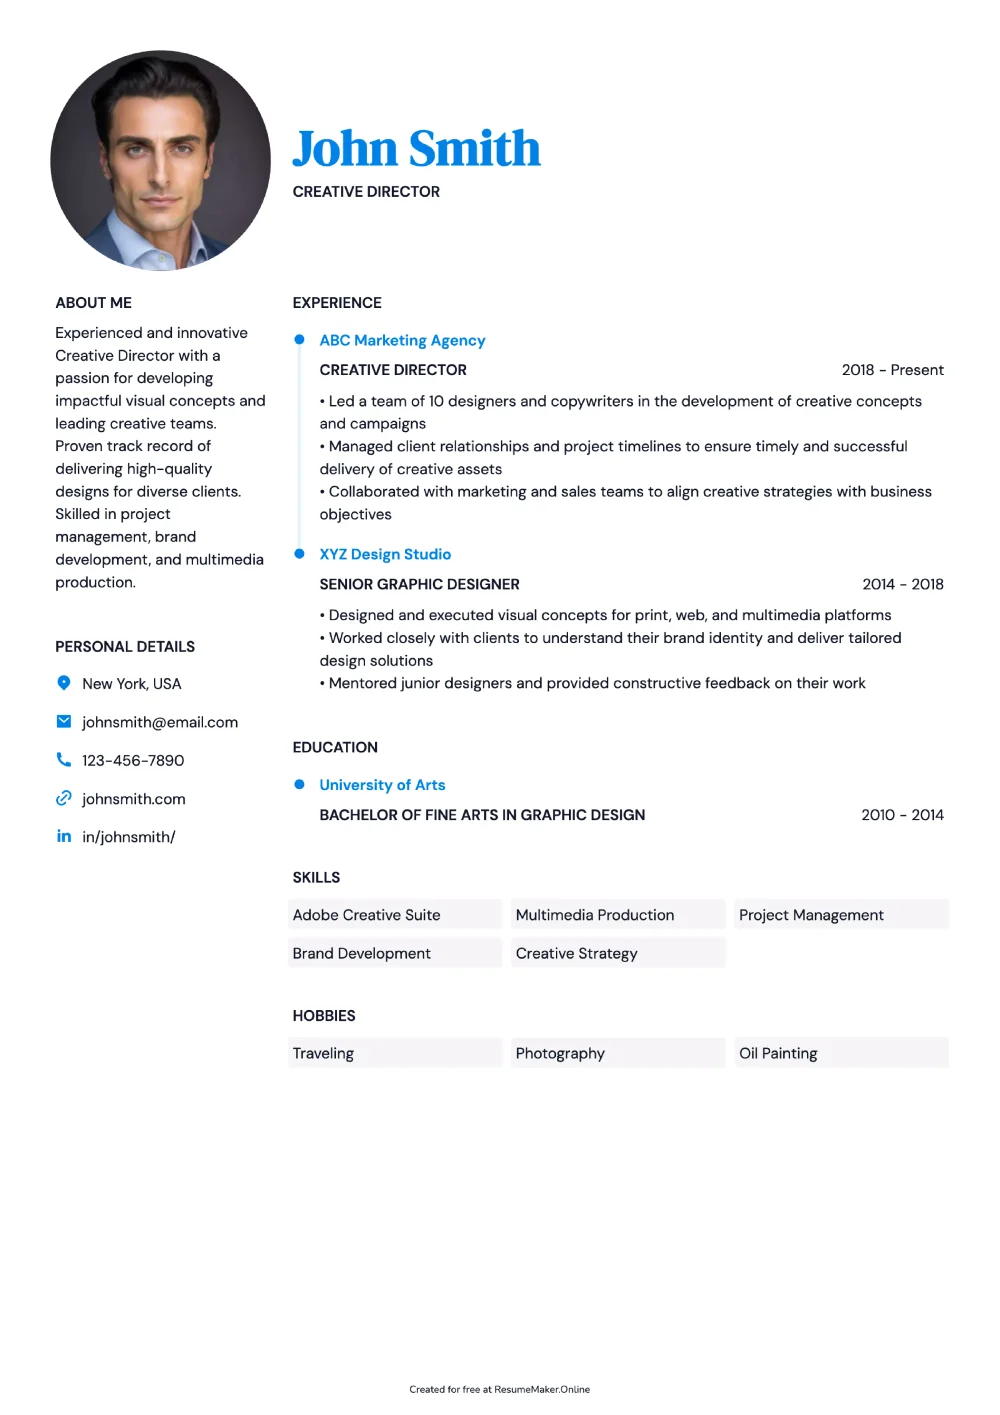 John Smith
CREATIVE DIRECTOR
ABOUT ME
Experienced and innovative
Creative Director with a
passion for developing
impactful visual concepts and
leading creative teams.
Proven track record of
delivering high-quality
designs for diverse clients.
Skilled in project
management, brand
development, and multimedia
production.
PERSONAL DETAILS
New York, USA
johnsmith@email.com
123-456-7890
johnsmith.com
in in/johnsmith/
EXPERIENCE
ABC Marketing Agency
CREATIVE DIRECTOR 2018 - Present
• Led a team of 10 designers and copywriters in the development of creative concepts
and campaigns
• Managed client relationships and project timelines to ensure timely and successful
delivery of creative assets
• Collaborated with marketing and sales teams to align creative strategies with business
objectives
XYZ Design Studio
SENIOR GRAPHIC DESIGNER 2014 - 2018
• Designed and executed visual concepts for print, web, and multimedia platforms
• Worked closely with clients to understand their brand identity and deliver tailored
design solutions
• Mentored junior designers and provided constructive feedback on their work
EDUCATION
University of Arts
BACHELOR OF FINE ARTS IN GRAPHIC DESIGN 2010 - 2014
SKILLS
Adobe Creative Suite Multimedia Production Project Management
Brand Development Creative Strategy
HOBBIES
Traveling Photography Oil Painting
Created for free at ResumeMaker.Online